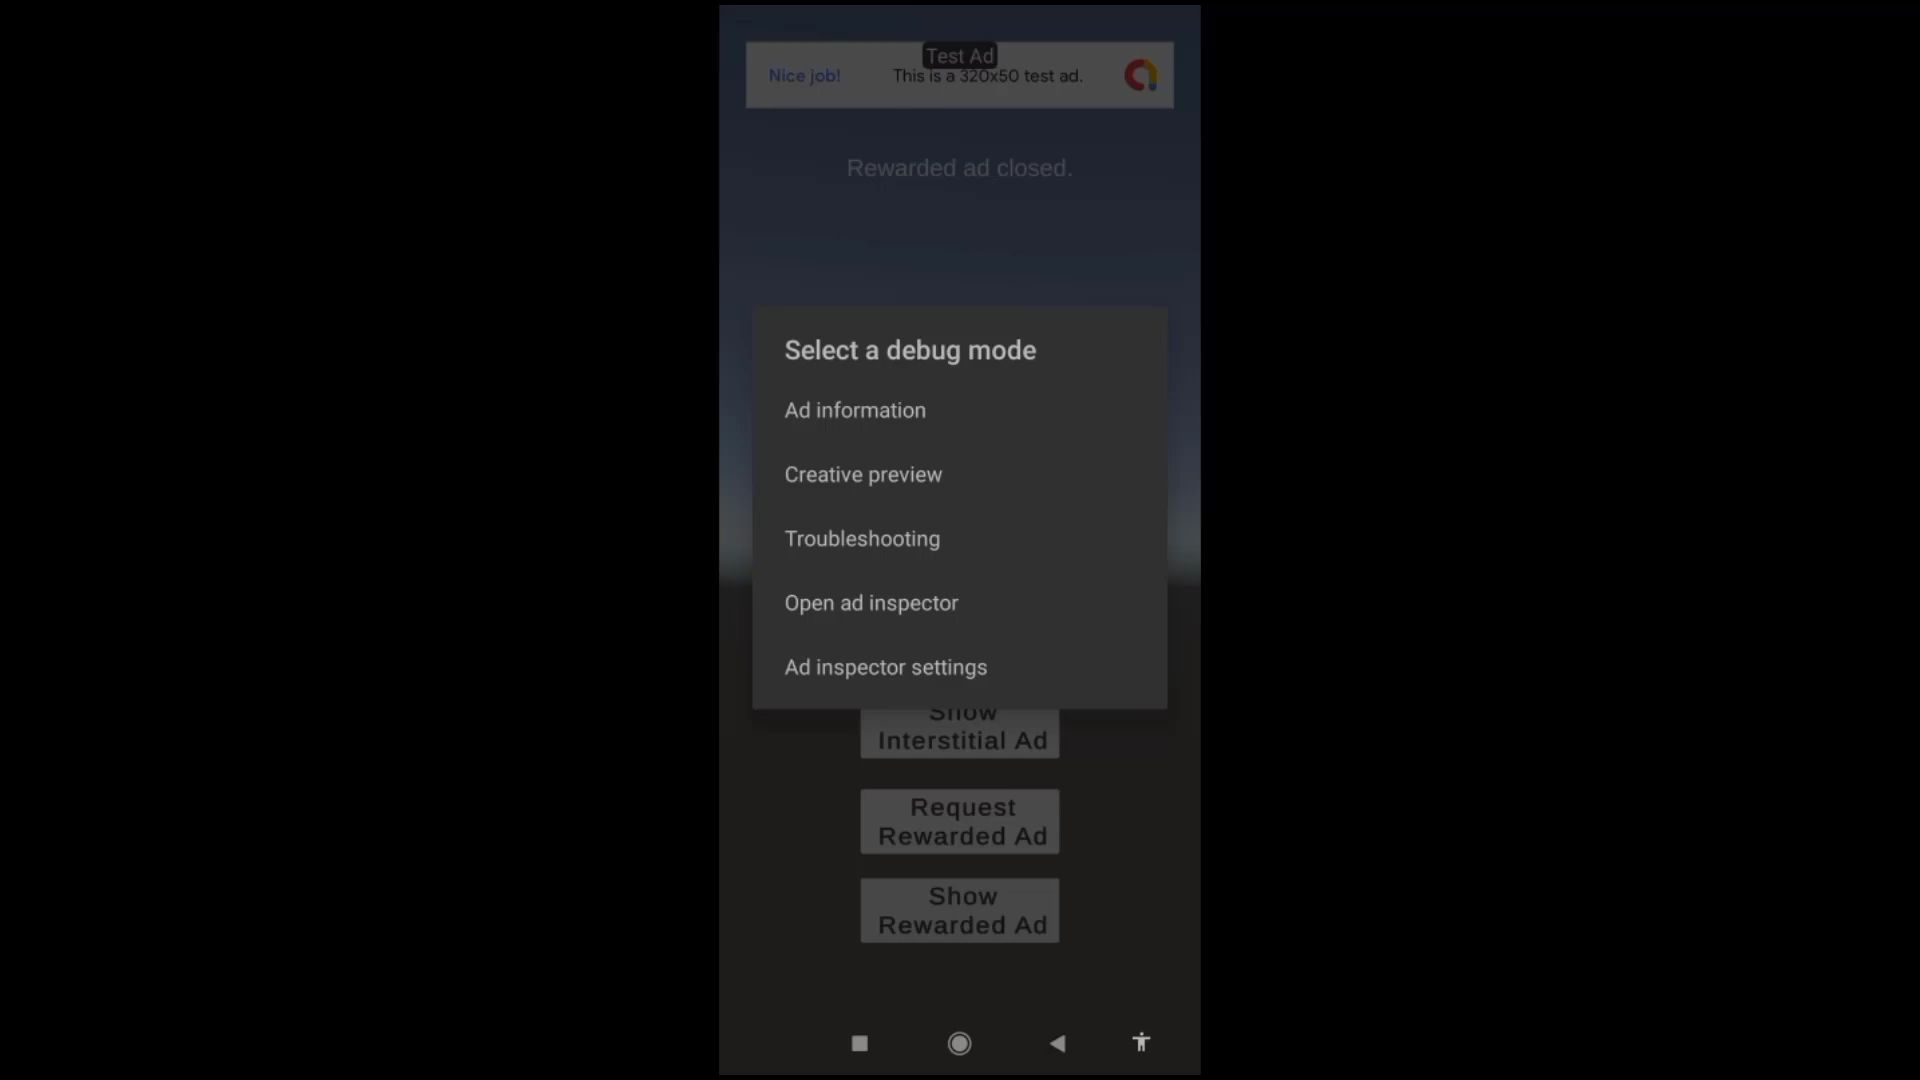 Test Ad
Nice job!
This is a 320x50 test ad.
Rewarded ad closed.
Select a debug mode
Ad information
Creative preview
Troubleshooting
Open ad inspector
Ad inspector settings
Show
Interstitial Ad
Request
Rewarded Ad
Show
Rewarded Ad